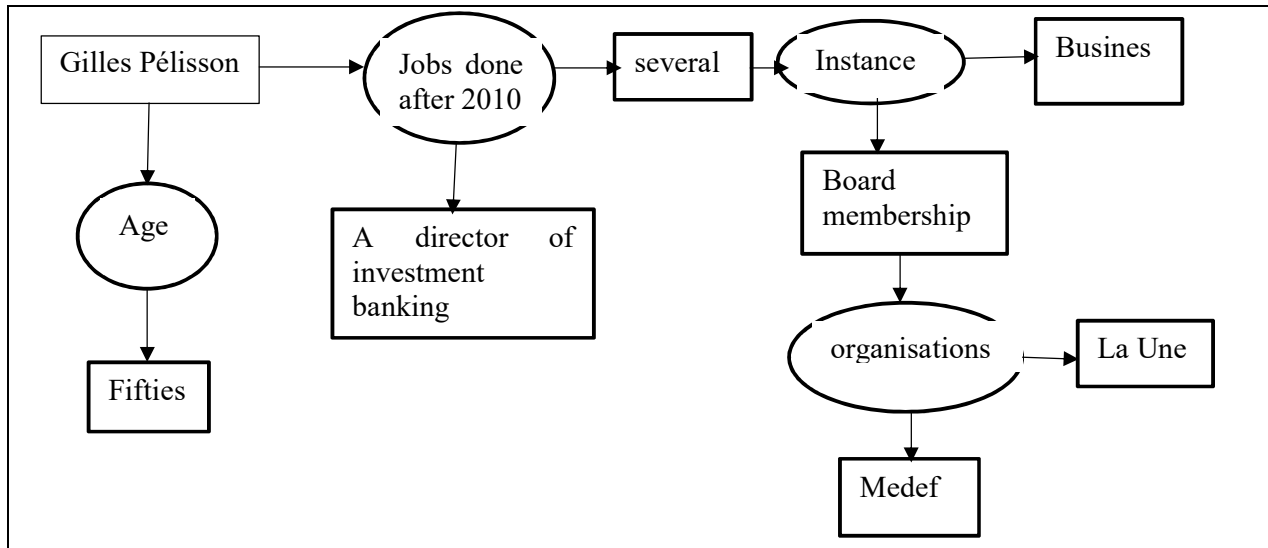 Gilles Pélisson
Jobs done
after 2010
several
Instance
Busines
Age
A director of
investment
banking
Board
membership
Fifties
organisations
La Une
Medef